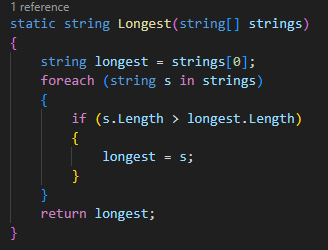 1 reference
static string Longest(string[] strings)
{
    string longest = strings[0];
    foreach (string s in strings)
    {
        if (s.Length > longest.Length)
        {
            longest = s;
        }
    }
    return longest;
}